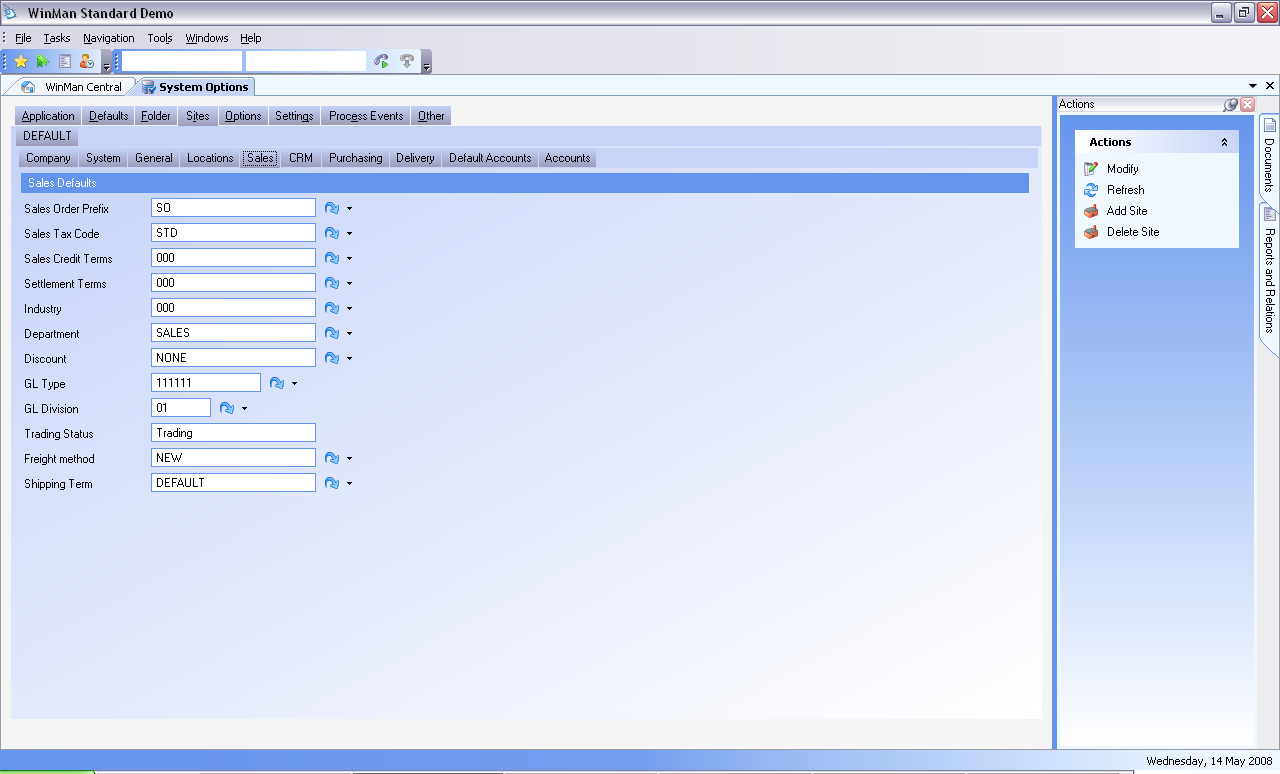 WinMan Standard Demo
File Tasks Navigation Tools Windows Help
WinMan Central System Options
Application Defaults Folder Sites Options Settings Process Events Other
DEFAULT
Company System General Locations Sales CRM Purchasing Delivery Default Accounts Accounts
Sales Defaults
Sales Order Prefix SO
Sales Tax Code STD
Sales Credit Terms 000
Settlement Terms 000
Industry 000
Department SALES
Discount NONE
GL Type 111111
GL Division 01
Trading Status Trading
Freight method NEW
Shipping Term DEFAULT
Actions
Actions
Modify
Refresh
Add Site
Delete Site
Documents
Reports and Relations
Wednesday, 14 May 2008